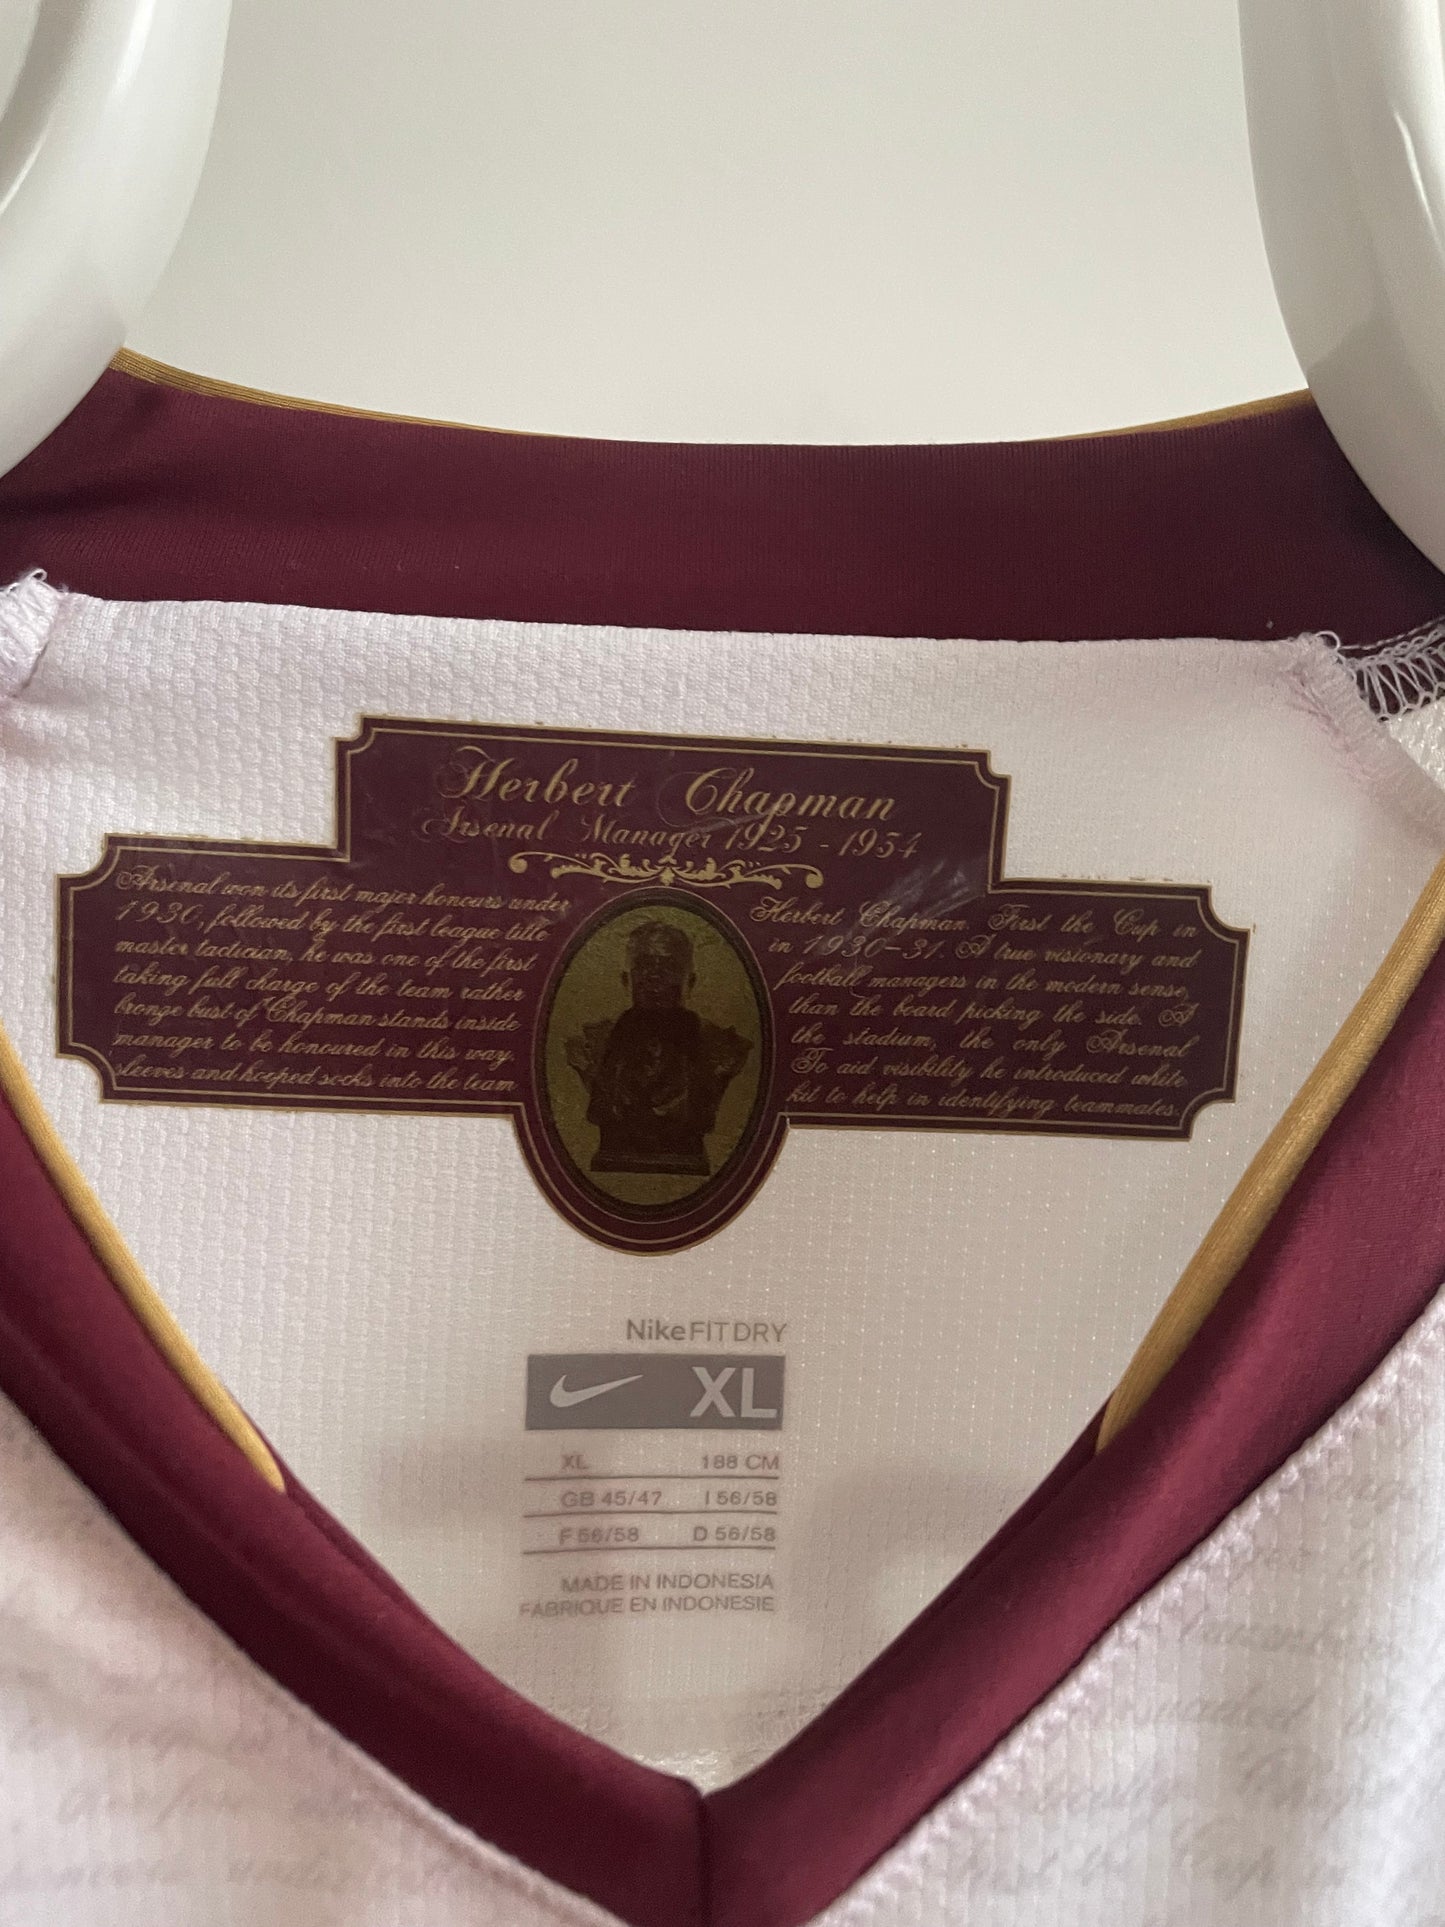 Herbert Chapman
Arsenal Manager 1925 - 1934
Arsenal won its first major honours under Herbert Chapman. First the Cup in
1930, followed by the first league title in 1930-31. A true visionary and
master tactician, he was one of the first football managers in the modern sense,
taking full charge of the team rather than the board picking the side. A
bronze bust of Chapman stands inside the stadium, the only Arsenal
manager to be honoured in this way. To aid visibility he introduced white
sleeves and hooped socks into the team kit to help in identifying teammates.
NikeFITDRY
XL
XL 188 CM
GB 45/47 I 56/58
F 56/58 D 56/58
MADE IN INDONESIA
FABRIQUE EN INDONESIE